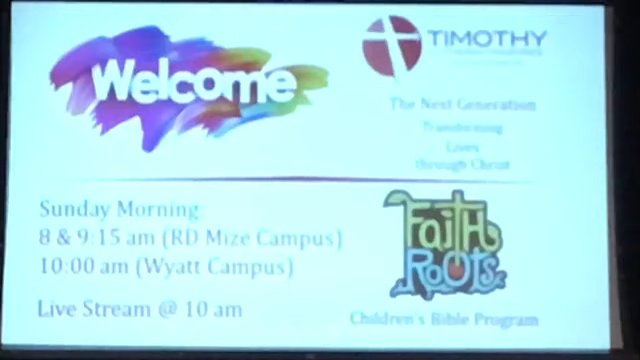 Welcome
TIMOTHY
The Next Generation
Transforming
Lives
through Christ
Sunday Morning:
8 & 9:15 am (RD Mize Campus)
10:00 am (Wyatt Campus)
Live Stream @ 10 am
FaitH
RoOts
Children's Bible Program